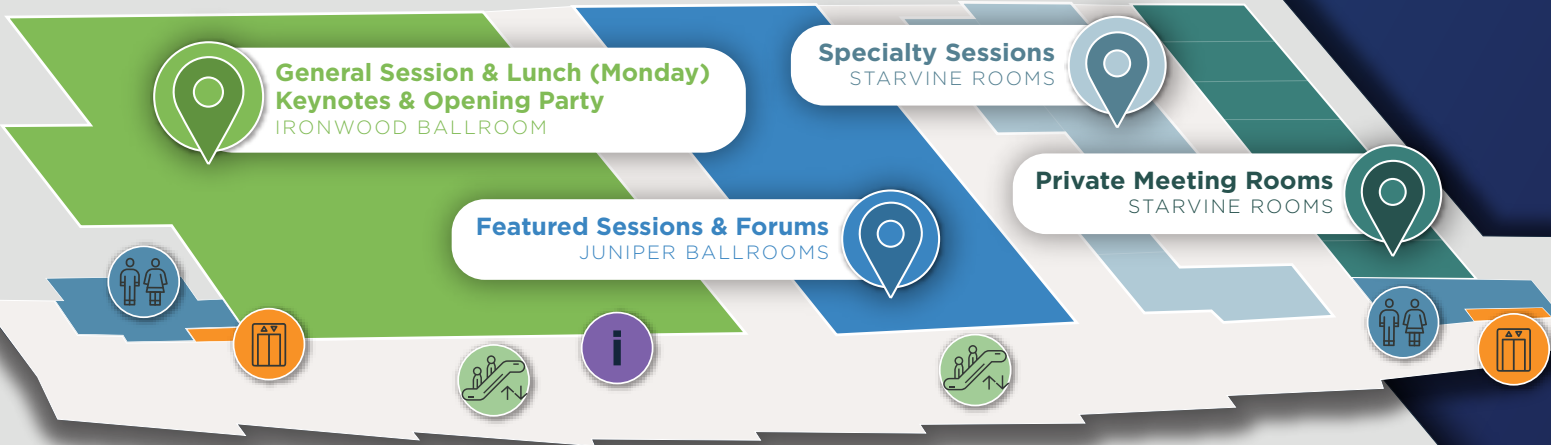 General Session & Lunch (Monday)
Keynotes & Opening Party
IRONWOOD BALLROOM
Specialty Sessions
STARVINE ROOMS
Private Meeting Rooms
STARVINE ROOMS
Featured Sessions & Forums
JUNIPER BALLROOMS
i